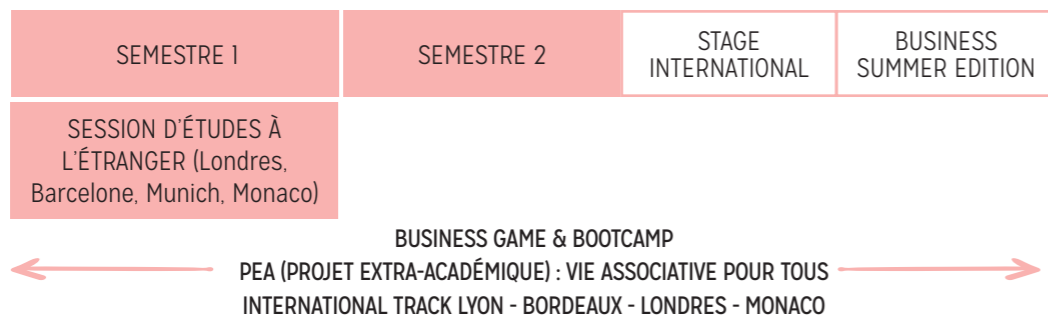 SEMESTRE 1
SEMESTRE 2
STAGE
INTERNATIONAL
BUSINESS
SUMMER EDITION
SESSION D'ÉTUDES À
L'ÉTRANGER (Londres,
Barcelone, Munich, Monaco)
BUSINESS GAME & BOOTCAMP
PEA (PROJET EXTRA-ACADÉMIQUE) : VIE ASSOCIATIVE POUR TOUS
INTERNATIONAL TRACK LYON - BORDEAUX - LONDRES - MONACO